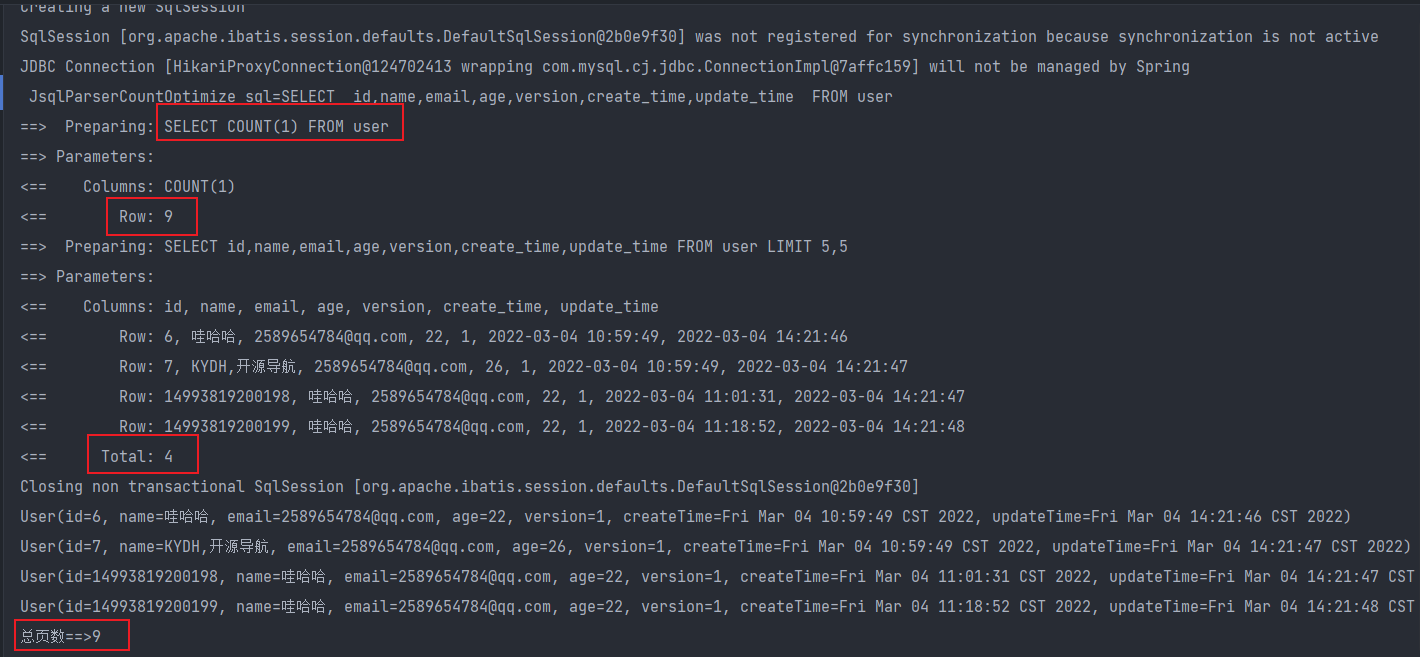 Creating a new SqlSession
SqlSession [org.apache.ibatis.session.defaults.DefaultSqlSession@2b0e9f30] was not registered for synchronization because synchronization is not active
JDBC Connection [HikariProxyConnection@124702413 wrapping com.mysql.cj.jdbc.ConnectionImpl@7affc159] will not be managed by Spring
JsqlParserCountOptimize sql=SELECT  id,name,email,age,version,create_time,update_time  FROM user
==>  Preparing: SELECT COUNT(1) FROM user
==> Parameters:
<==    Columns: COUNT(1)
<==        Row: 9
==>  Preparing: SELECT id,name,email,age,version,create_time,update_time FROM user LIMIT 5,5
==> Parameters:
<==    Columns: id, name, email, age, version, create_time, update_time
<==        Row: 6, 哇哈哈, 2589654784@qq.com, 22, 1, 2022-03-04 10:59:49, 2022-03-04 14:21:46
<==        Row: 7, KYDH,开源导航, 2589654784@qq.com, 26, 1, 2022-03-04 10:59:49, 2022-03-04 14:21:47
<==        Row: 14993819200198, 哇哈哈, 2589654784@qq.com, 22, 1, 2022-03-04 11:01:31, 2022-03-04 14:21:47
<==        Row: 14993819200199, 哇哈哈, 2589654784@qq.com, 22, 1, 2022-03-04 11:18:52, 2022-03-04 14:21:48
<==      Total: 4
Closing non transactional SqlSession [org.apache.ibatis.session.defaults.DefaultSqlSession@2b0e9f30]
User(id=6, name=哇哈哈, email=2589654784@qq.com, age=22, version=1, createTime=Fri Mar 04 10:59:49 CST 2022, updateTime=Fri Mar 04 14:21:46 CST 2022)
User(id=7, name=KYDH,开源导航, email=2589654784@qq.com, age=26, version=1, createTime=Fri Mar 04 10:59:49 CST 2022, updateTime=Fri Mar 04 14:21:47 CST 2022)
User(id=14993819200198, name=哇哈哈, email=2589654784@qq.com, age=22, version=1, createTime=Fri Mar 04 11:01:31 CST 2022, updateTime=Fri Mar 04 14:21:47 CST
User(id=14993819200199, name=哇哈哈, email=2589654784@qq.com, age=22, version=1, createTime=Fri Mar 04 11:18:52 CST 2022, updateTime=Fri Mar 04 14:21:48 CST
总页数==>9